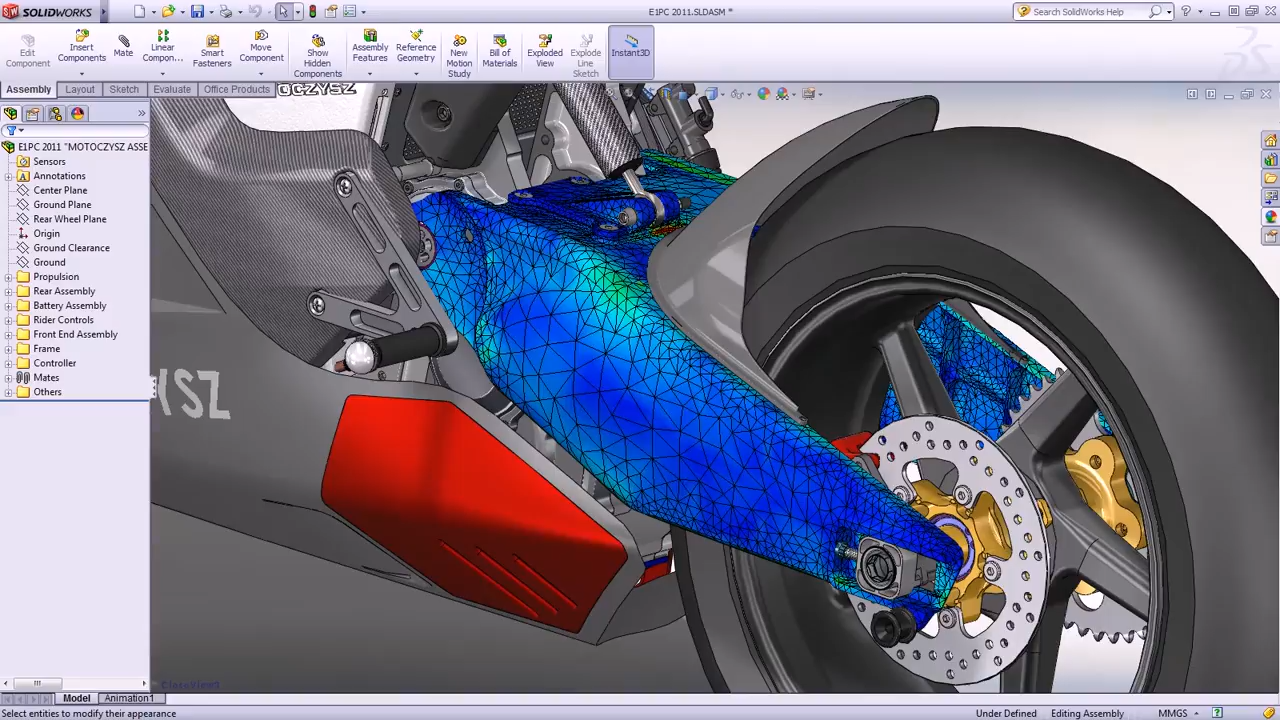 SOLIDWORKS
E1PC 2011.SLDASM *
Search SolidWorks Help
Edit Component
Insert Components
Mate
Linear Compon...
Smart Fasteners
Move Component
Show Hidden Components
Assembly Features
Reference Geometry
New Motion Study
Bill of Materials
Exploded View
Explode Line Sketch
Instant3D
Assembly
Layout
Sketch
Evaluate
Office Products
OCZYSZ
E1PC 2011 "MOTOCZYSZ ASSE
Sensors
Annotations
Center Plane
Ground Plane
Rear Wheel Plane
Origin
Ground Clearance
Ground
Propulsion
Rear Assembly
Battery Assembly
Rider Controls
Front End Assembly
Frame
Controller
Mates
Others
YSZ
Model
Animation1
Select entities to modify their appearance
Under Defined
Editing Assembly
MMGS